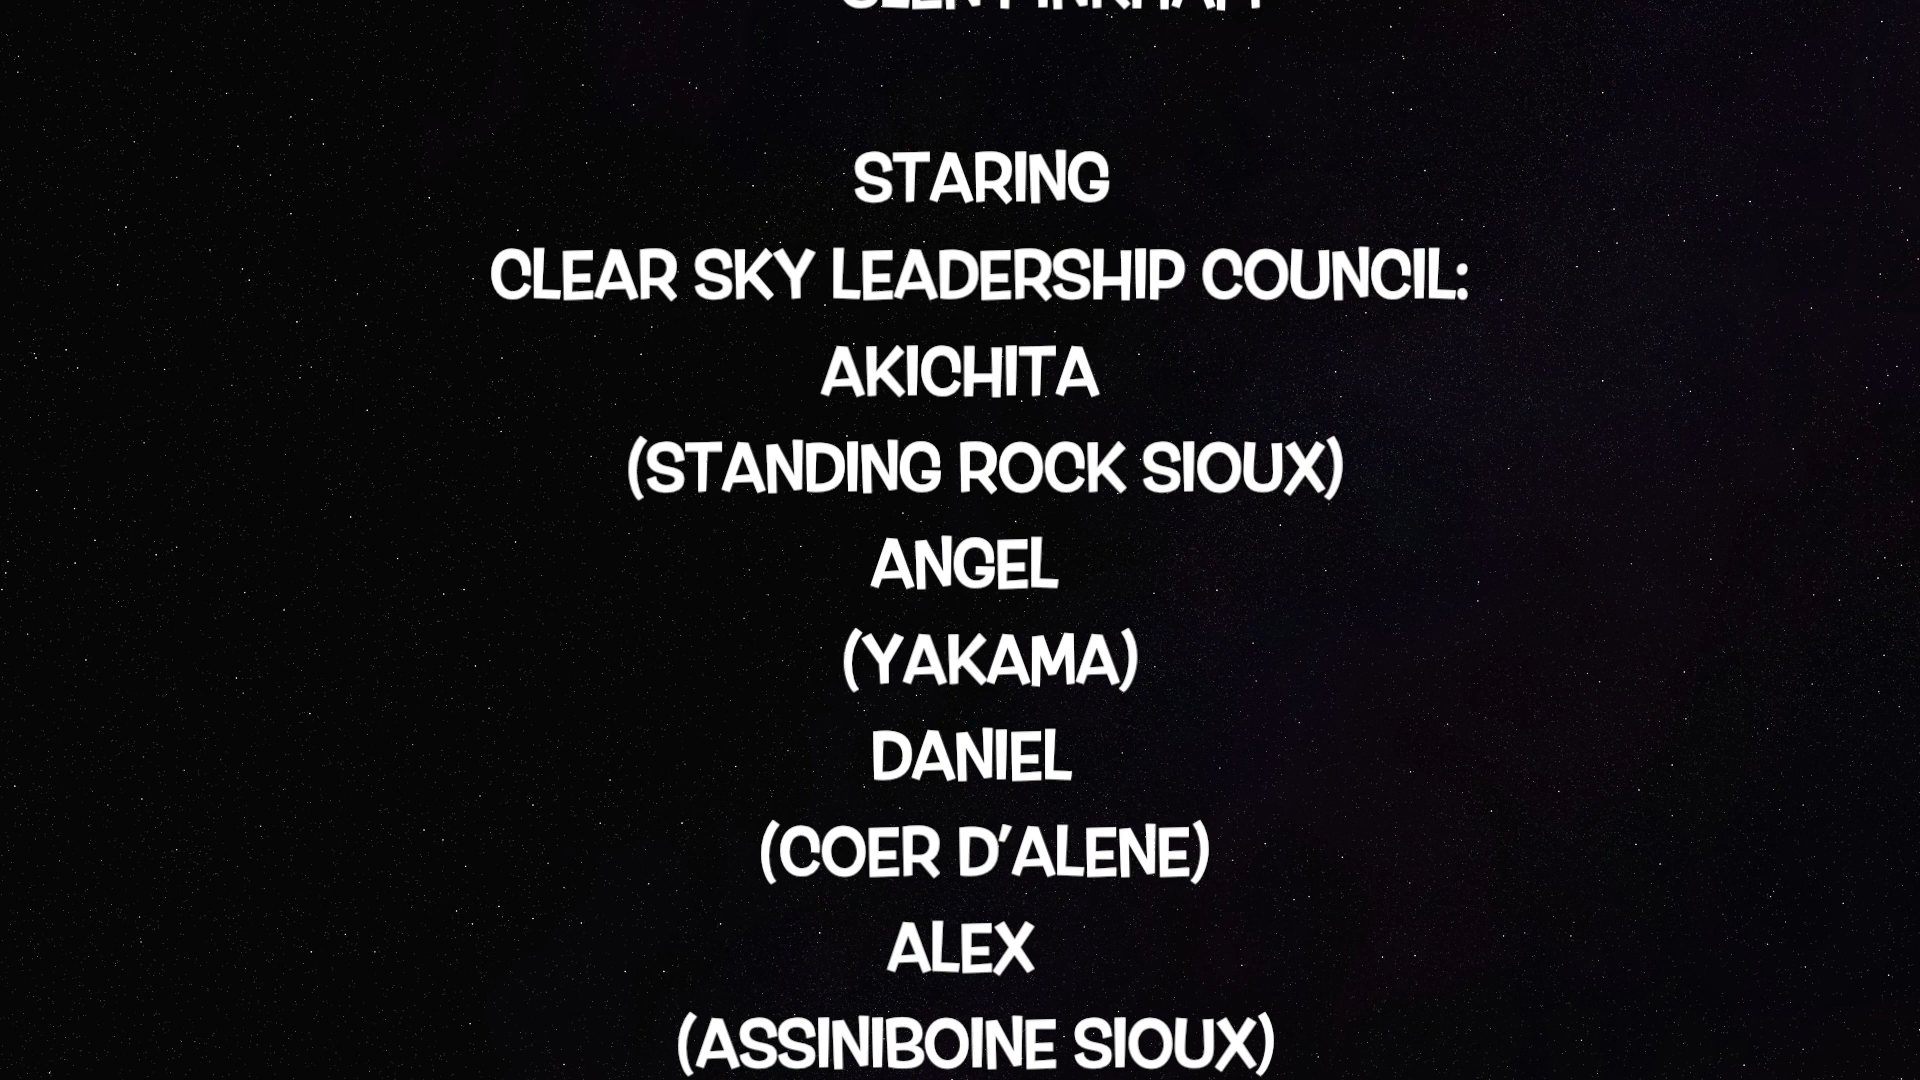 STARING
CLEAR SKY LEADERSHIP COUNCIL:
AKICHITA
(STANDING ROCK SIOUX)
ANGEL
(YAKAMA)
DANIEL
(COER D'ALENE)
ALEX
(ASSINIBOINE SIOUX)